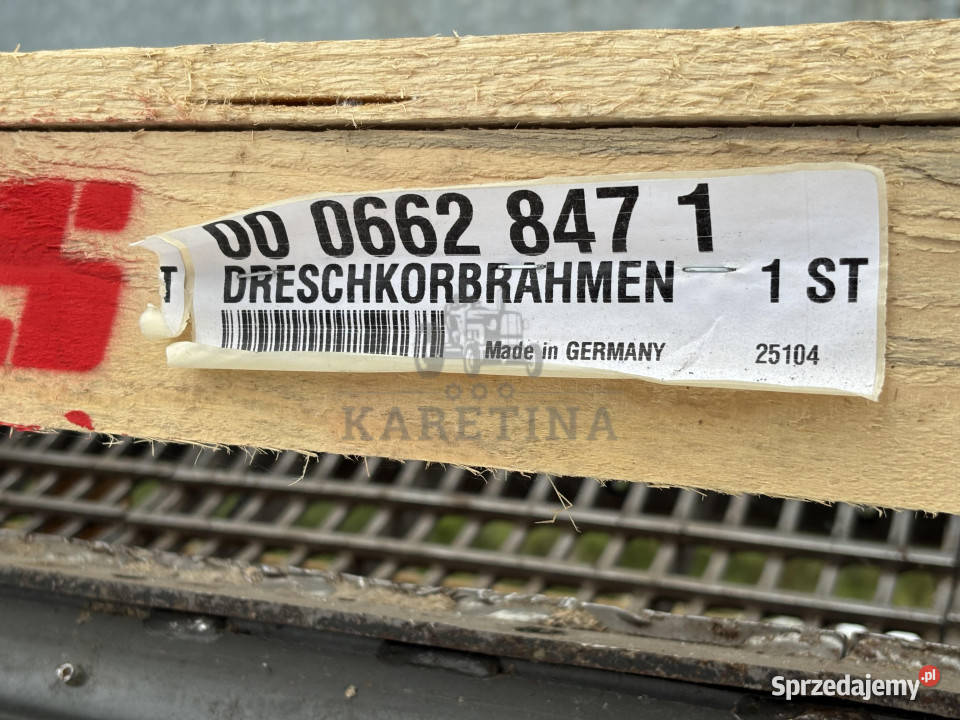 00 0662 847 1
T DRESCHKORBRAHMEN 1 ST
Made in GERMANY 25104
KARETINA
Sprzedajemy.pl